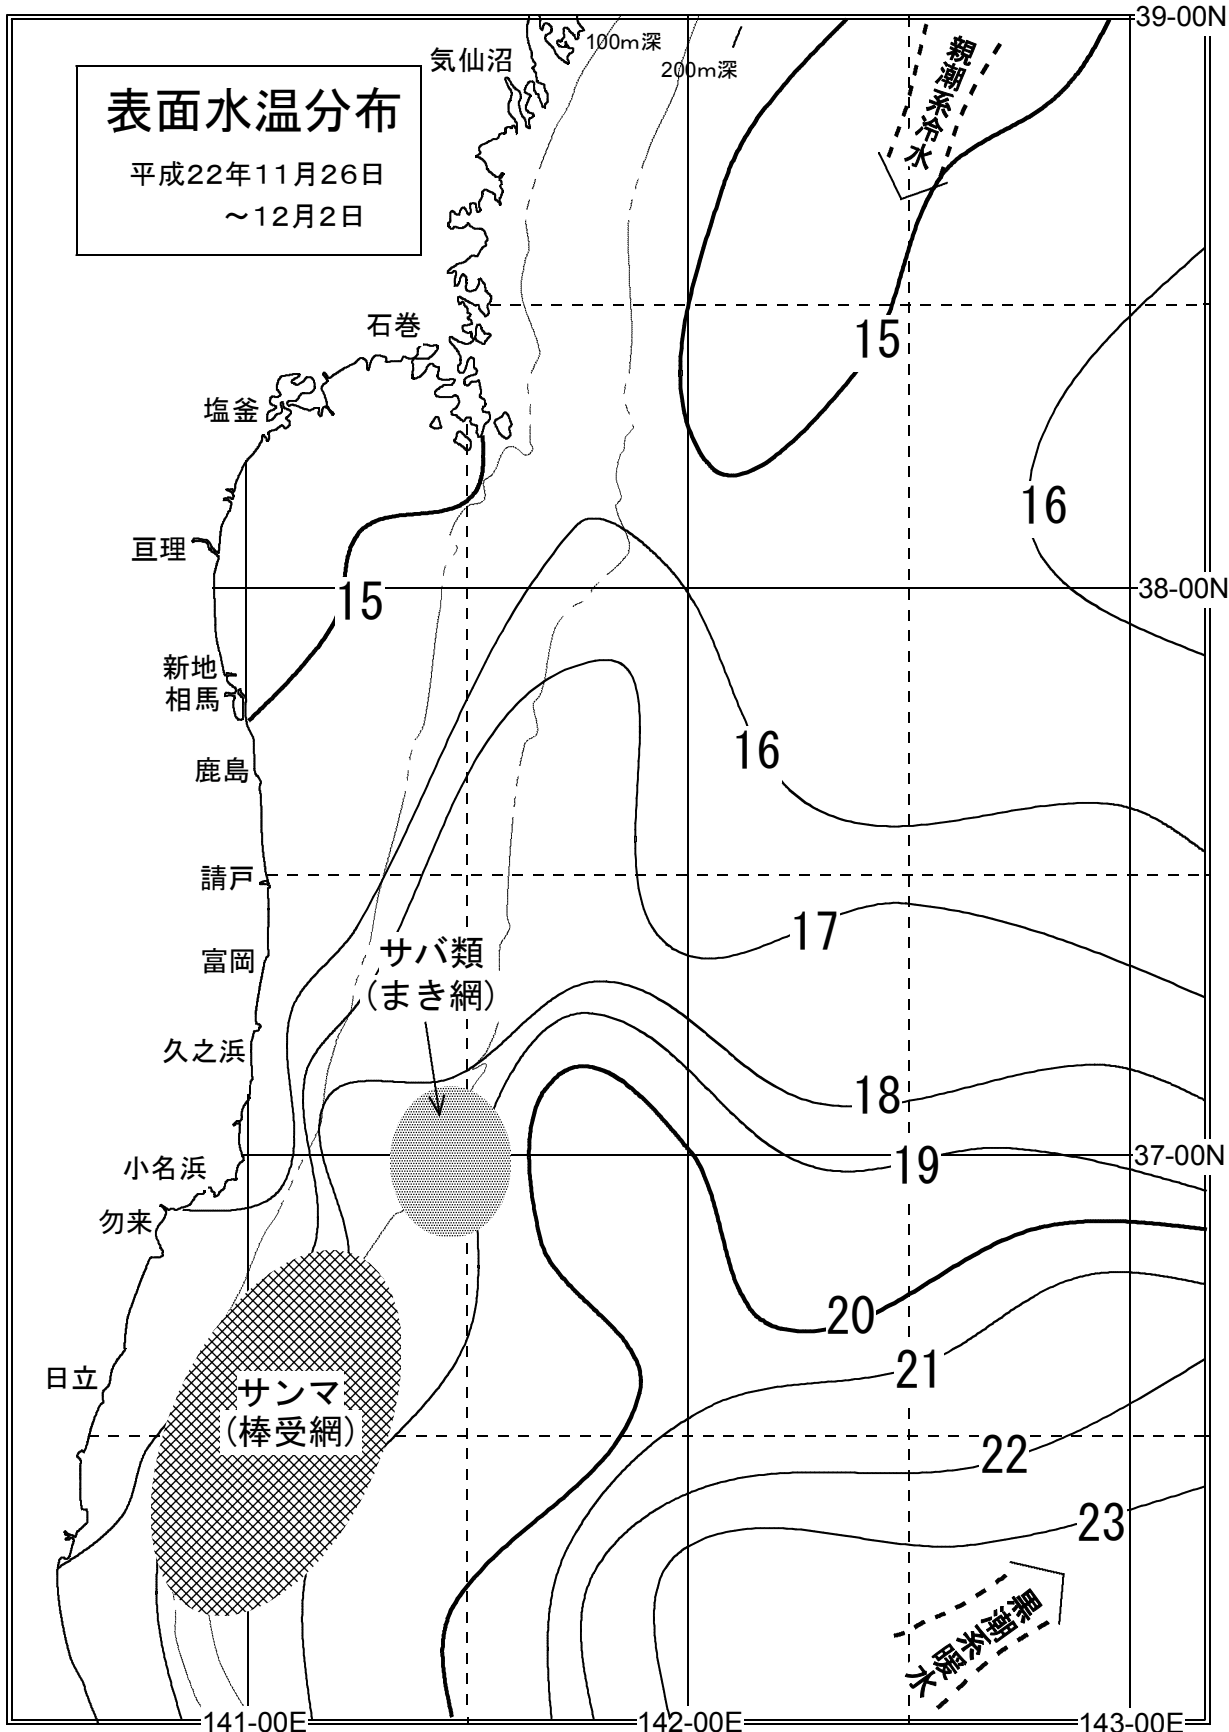 39-00N
100m深
気仙沼
200m深
親潮系冷水
表面水温分布
平成22年11月26日
～12月2日
石巻
15
塩釜
16
亘理
15
38-00N
新地
相馬
16
鹿島
請戸
17
富岡
サバ類
(まき網)
久之浜
18
小名浜
19
37-00N
勿来
20
21
日立
サンマ
(棒受網)
22
23
黒潮系暖水
141-00E
142-00E
143-00E